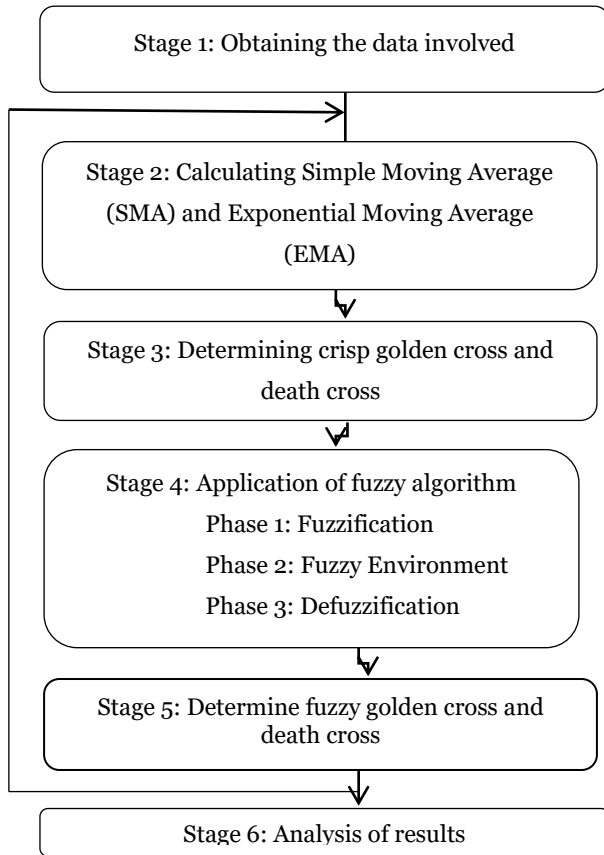 Stage 1: Obtaining the data involved
Stage 2: Calculating Simple Moving Average
(SMA) and Exponential Moving Average
(EMA)
Stage 3: Determining crisp golden cross and
death cross
Stage 4: Application of fuzzy algorithm
Phase 1: Fuzzification
Phase 2: Fuzzy Environment
Phase 3: Defuzzification
Stage 5: Determine fuzzy golden cross and
death cross
Stage 6: Analysis of results